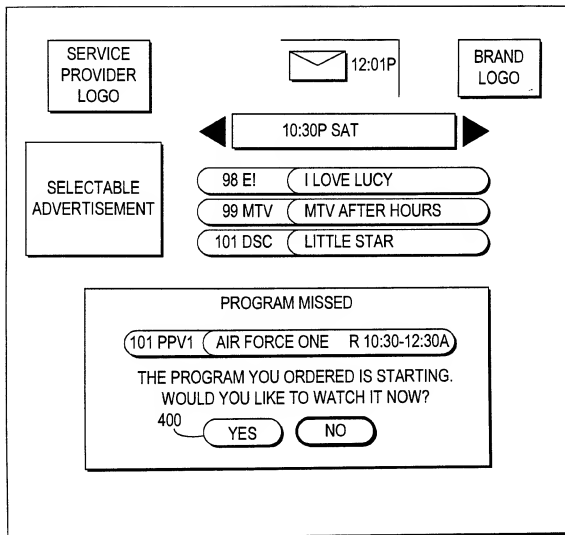 SERVICE
PROVIDER
LOGO
12:01P
BRAND
LOGO
10:30P SAT
SELECTABLE
ADVERTISEMENT
98 E! I LOVE LUCY
99 MTV MTV AFTER HOURS
101 DSC LITTLE STAR
PROGRAM MISSED
101 PPV1 AIR FORCE ONE R 10:30-12:30A
THE PROGRAM YOU ORDERED IS STARTING.
WOULD YOU LIKE TO WATCH IT NOW?
400
YES NO